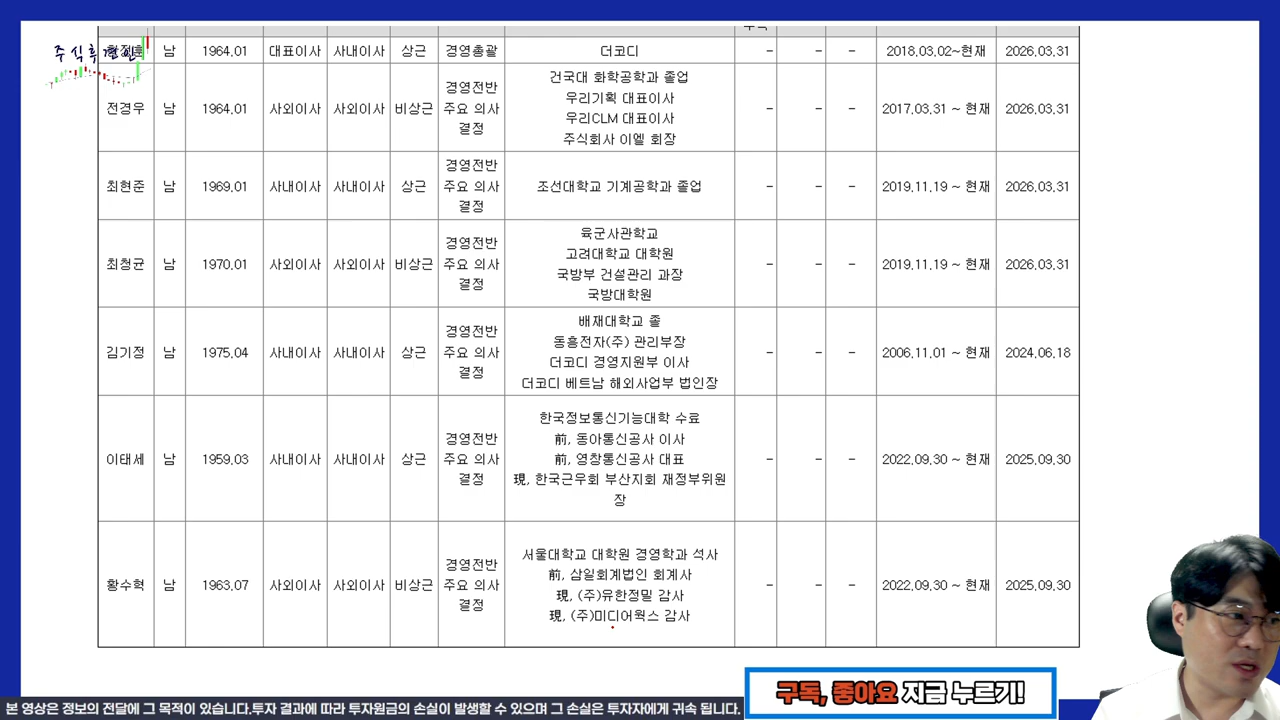 주식후견인
남 1964.01 대표이사 사내이사 상근 경영총괄 더코디 - - - 2018.03.02~현재 2026.03.31
전경우 남 1964.01 사외이사 사외이사 비상근 경영전반 주요 의사 결정 건국대 화학공학과 졸업 - - - 2017.03.31 ~ 현재 2026.03.31
우리기획 대표이사
우리CLM 대표이사
주식회사 이엘 회장
최현준 남 1969.01 사내이사 사내이사 상근 경영전반 주요 의사 결정 조선대학교 기계공학과 졸업 - - - 2019.11.19 ~ 현재 2026.03.31
최청균 남 1970.01 사외이사 사외이사 비상근 경영전반 주요 의사 결정 육군사관학교 - - - 2019.11.19 ~ 현재 2026.03.31
고려대학교 대학원
국방부 건설관리 과장
국방대학원
김기정 남 1975.04 사내이사 사내이사 상근 경영전반 주요 의사 결정 배재대학교 졸 - - - 2006.11.01 ~ 현재 2024.06.18
동흥전자(주) 관리부장
더코디 경영지원부 이사
더코디 베트남 해외사업부 법인장
이태세 남 1959.03 사내이사 사내이사 상근 경영전반 주요 의사 결정 한국정보통신기능대학 수료 - - - 2022.09.30 ~ 현재 2025.09.30
前, 동아통신공사 이사
前, 영창통신공사 대표
現, 한국근우회 부산지회 재정부위원
장
황수혁 남 1963.07 사외이사 사외이사 비상근 경영전반 주요 의사 결정 서울대학교 대학원 경영학과 석사 - - - 2022.09.30 ~ 현재 2025.09.30
前, 삼일회계법인 회계사
現, (주)유한정밀 감사
現, (주)미디어웍스 감사
구독, 좋아요 지금 누르기!
본 영상은 정보의 전달에 그 목적이 있습니다.투자 결과에 따라 투자원금의 손실이 발생할 수 있으며 그 손실은 투자자에게 귀속 됩니다.